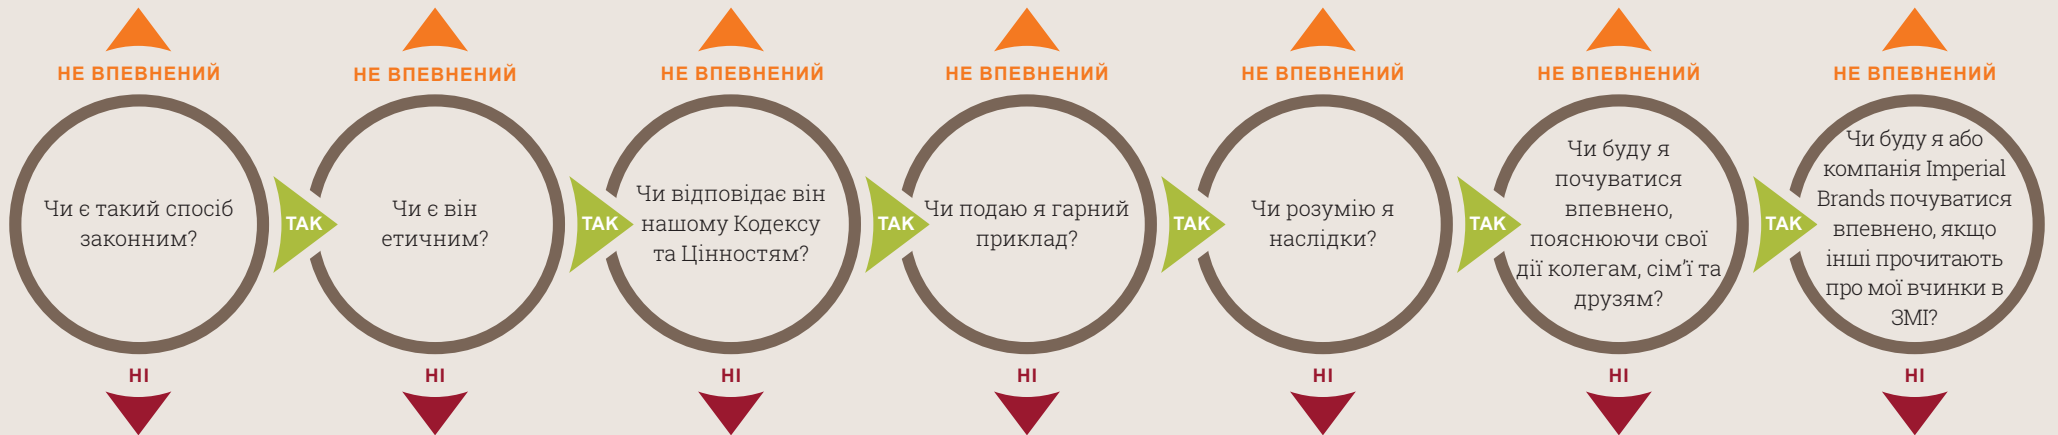 НЕ ВПЕВНЕНИЙ
НЕ ВПЕВНЕНИЙ
НЕ ВПЕВНЕНИЙ
НЕ ВПЕВНЕНИЙ
НЕ ВПЕВНЕНИЙ
НЕ ВПЕВНЕНИЙ
НЕ ВПЕВНЕНИЙ
Чи є такий спосіб
законним?
ТАК
Чи є він
етичним?
ТАК
Чи відповідає він
нашому Кодексу
та Цінностям?
ТАК
Чи подаю я гарний
приклад?
ТАК
Чи розумію я
наслідки?
ТАК
Чи буду я
почуватися
впевнено,
пояснюючи свої
дії колегам, сім’ї та
друзям?
ТАК
Чи буду я або
компанія Imperial
Brands почуватися
впевнено, якщо
інші прочитають
про мої вчинки в
ЗМІ?
НІ
НІ
НІ
НІ
НІ
НІ
НІ